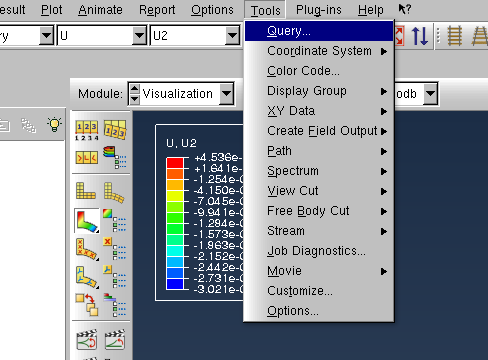 esult Plot Animate Report Options Tools Plug-ins Help
ry U U2
Query...
Coordinate System
Color Code...
Display Group
XY Data
Create Field Output
Path
Spectrum
View Cut
Free Body Cut
Stream
Job Diagnostics...
Movie
Customize...
Options...
Module: Visualization odb
1 2 3
1 2 3 4
U, U2
+4.536e-
+1.641e-
-1.254e-
-4.150e-
-7.045e-
-9.941e-
-1.284e-
-1.573e-
-1.863e-
-2.152e-
-2.442e-
-2.731e-
-3.021e-